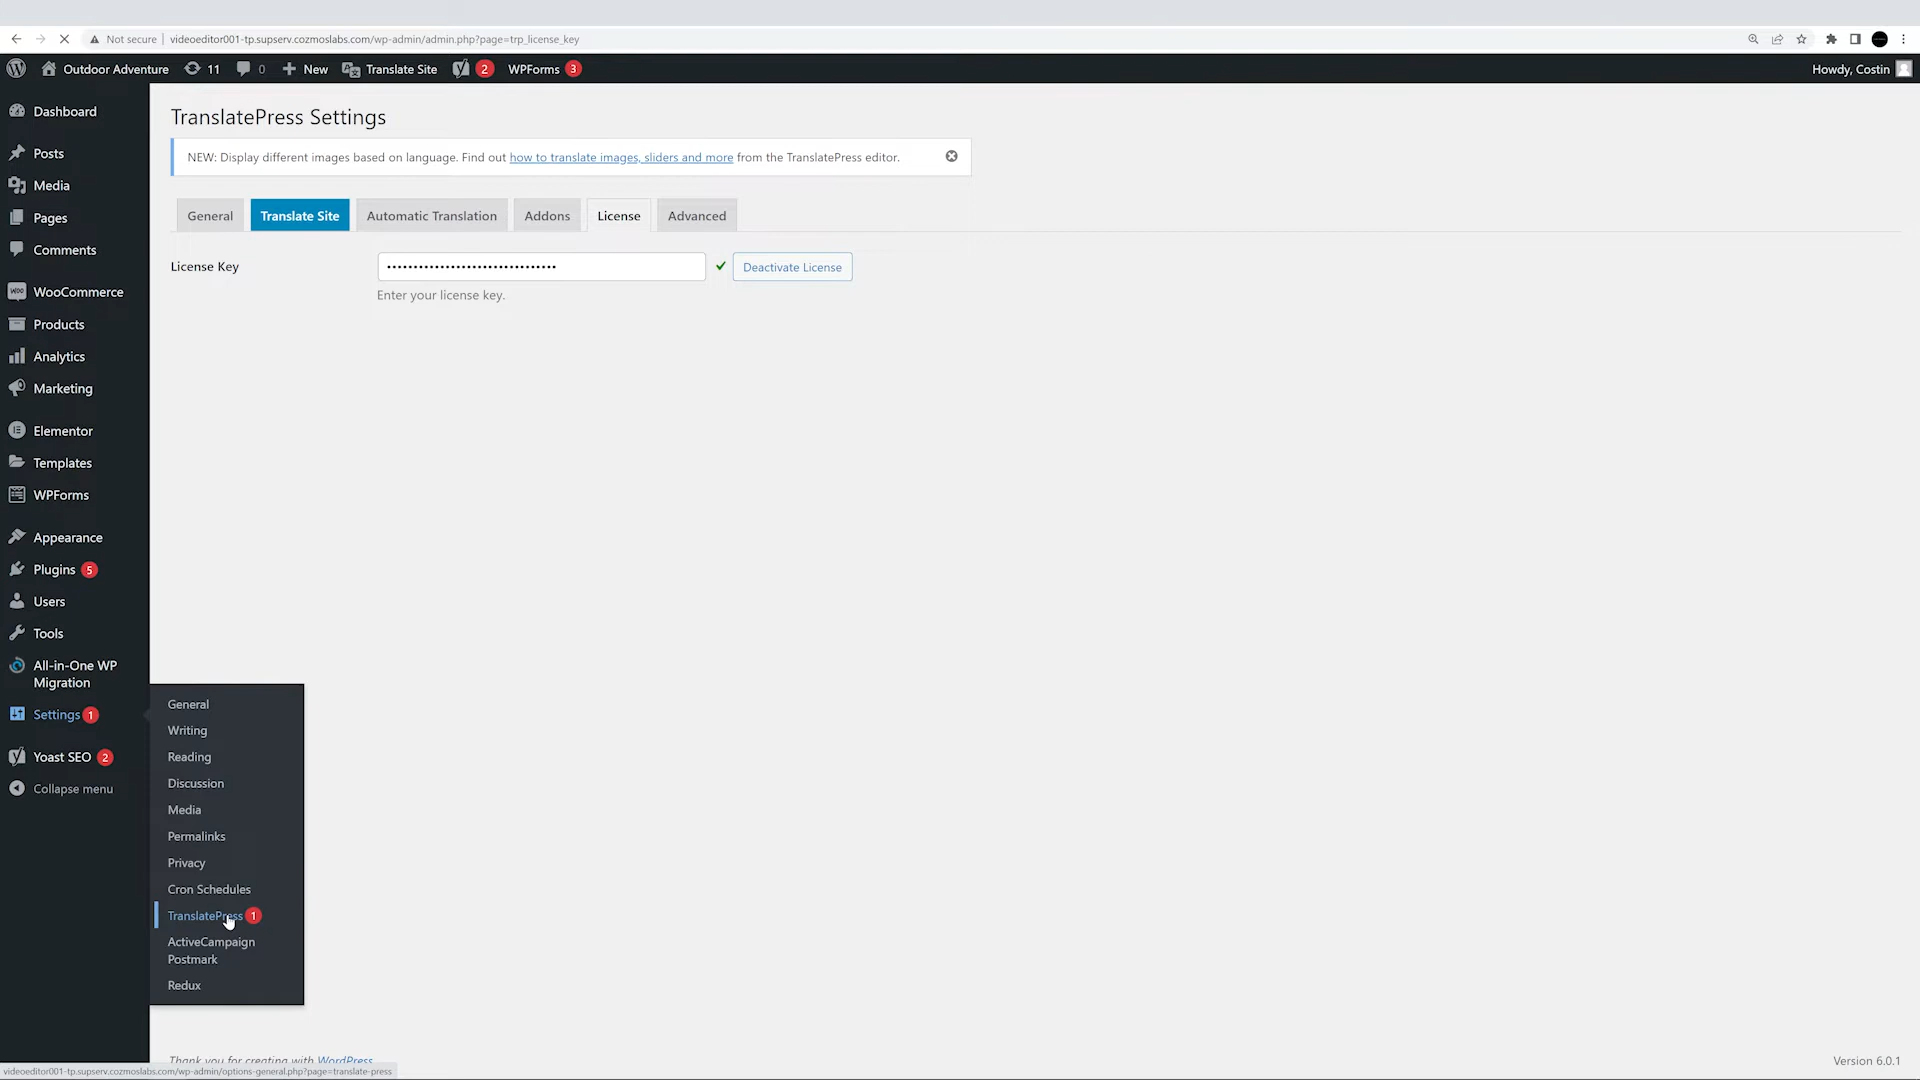 Not secure
videoeditor001-tp.supserv.cozmoslabs.com/wp-admin/admin.php?page=trp_license_key
Outdoor Adventure
11
0
New
Translate Site
2
WPForms
3
Howdy, Costin
Dashboard
Posts
Media
Pages
Comments
WooCommerce
Products
Analytics
Marketing
Elementor
Templates
WPForms
Appearance
Plugins
5
Users
Tools
All-in-One WP
Migration
Settings
1
Yoast SEO
2
Collapse menu
General
Writing
Reading
Discussion
Media
Permalinks
Privacy
Cron Schedules
TranslatePress
1
ActiveCampaign
Postmark
Redux
TranslatePress Settings
NEW: Display different images based on language. Find out how to translate images, sliders and more from the TranslatePress editor.
General
Translate Site
Automatic Translation
Addons
License
Advanced
License Key
Deactivate License
Enter your license key.
Thank you for creating with WordPress
Version 6.0.1
videoeditor001-tp.supserv.cozmoslabs.com/wp-admin/options-general.php?page=translate-press